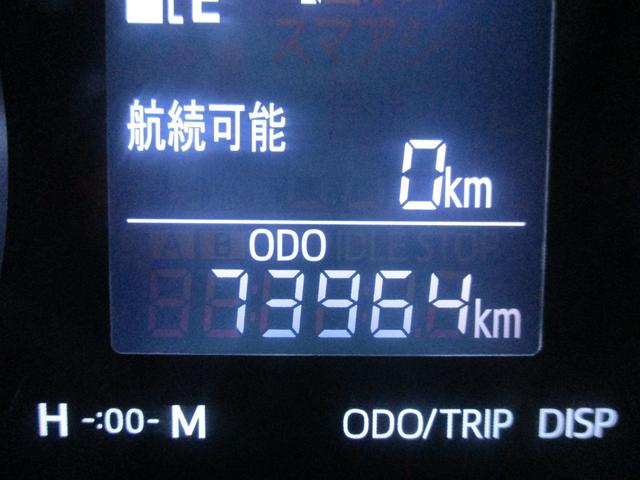 E
航続可能
0km
ODO
73964km
H -:00- M ODO/TRIP DISP